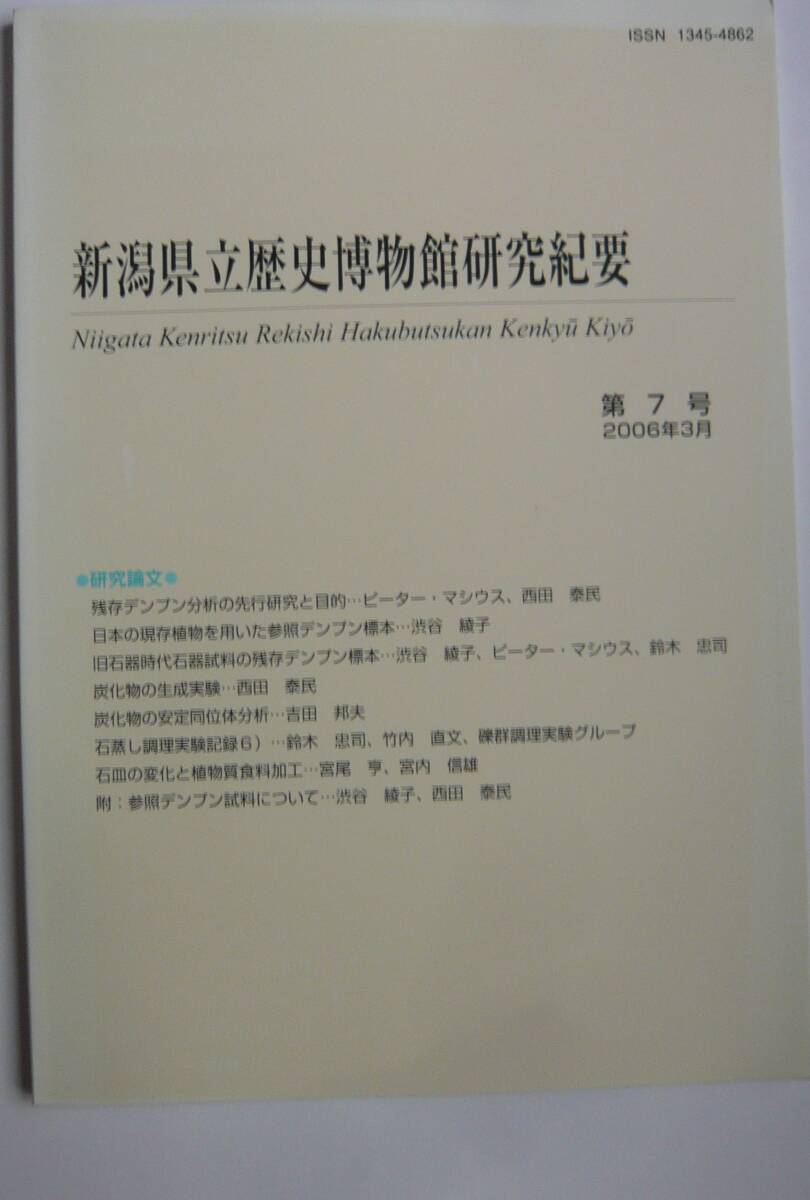 ISSN 1345-4862
新潟県立歴史博物館研究紀要
Niigata Kenritsu Rekishi Hakubutsukan Kenkyū Kiyō
第 7 号
2006年3月
●研究論文●
残存デンプン分析の先行研究と目的…ピーター・マシウス、西田 泰民
日本の現存植物を用いた参照デンプン標本…渋谷 綾子
旧石器時代石器試料の残存デンプン標本…渋谷 綾子、ピーター・マシウス、鈴木 忠司
炭化物の生成実験…西田 泰民
炭化物の安定同位体分析…吉田 邦夫
石蒸し調理実験記録6）…鈴木 忠司、竹内 直文、礫群調理実験グループ
石皿の変化と植物質食料加工…宮尾 亨、宮内 信雄
附：参照デンプン試料について…渋谷 綾子、西田 泰民